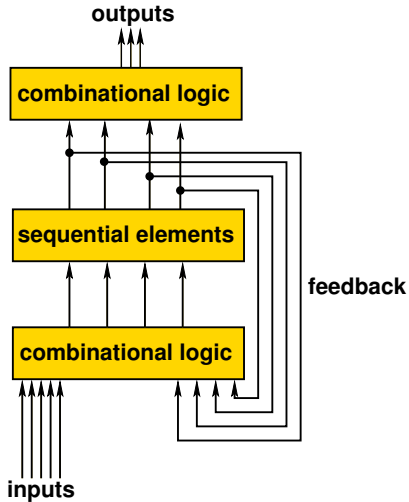 outputs
combinational logic
sequential elements
feedback
combinational logic
inputs